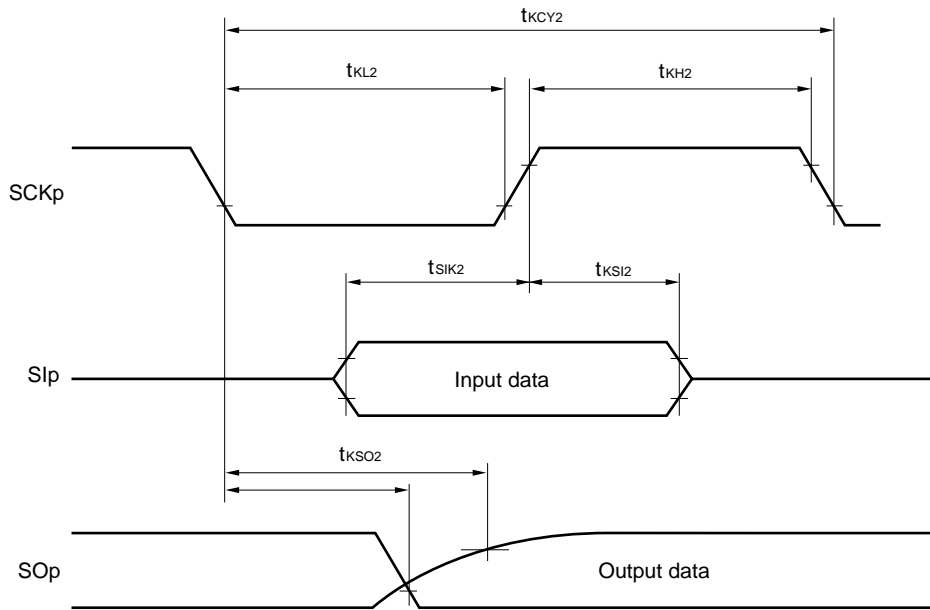 tKCY2
tKL2
tKH2
SCKp
tSIK2
tKSI2
SIp
Input data
tKSO2
SOp
Output data